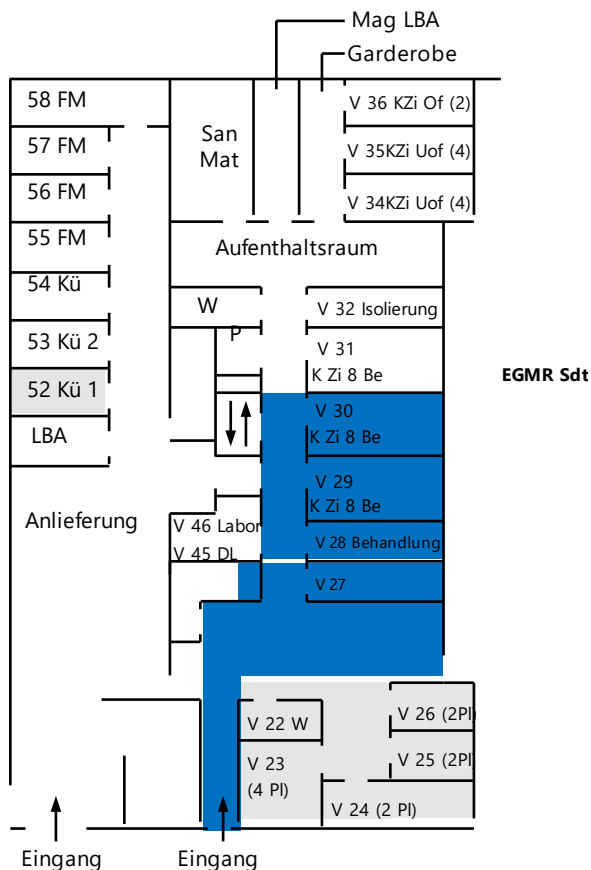 Mag LBA
Garderobe
58 FM
57 FM
56 FM
55 FM
54 Kü
53 Kü 2
52 Kü 1
LBA
Anlieferung
San
Mat
V 36 KZi Of (2)
V 35KZi Uof (4)
V 34KZi Uof (4)
Aufenthaltsraum
W
P
V 32 Isolierung
V 31
K Zi 8 Be
EGMR Sdt
V 30
K Zi 8 Be
V 29
K Zi 8 Be
V 46 Labor
V 45 DL
V 28 Behandlung
V 27
V 22 W
V 23
(4 Pl)
V 26 (2Pl)
V 25 (2Pl)
V 24 (2 Pl)
Eingang
Eingang